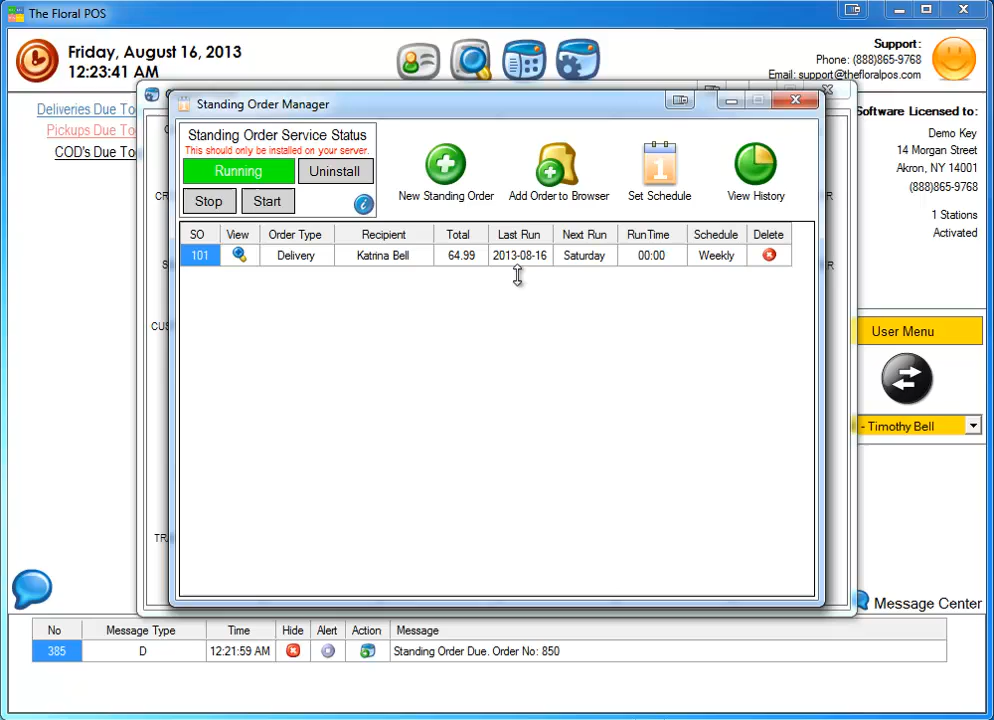 The Floral POS
Friday, August 16, 2013
12:23:41 AM
Support:
Phone: (888)865-9768
Email: support@thefloralpos.com
Deliveries Due To
Pickups Due To
COD's Due To
Software Licensed to:
Demo Key
14 Morgan Street
Akron, NY 14001
(888)865-9768
1 Stations
Activated
Standing Order Manager
Standing Order Service Status
This should only be installed on your server.
Running Uninstall
Stop Start
New Standing Order Add Order to Browser Set Schedule View History
SO View Order Type Recipient Total Last Run Next Run RunTime Schedule Delete
101 Delivery Katrina Bell 64.99 2013-08-16 Saturday 00:00 Weekly
CUS
User Menu
- Timothy Bell
Message Center
No Message Type Time Hide Alert Action Message
385 D 12:21:59 AM Standing Order Due. Order No: 850